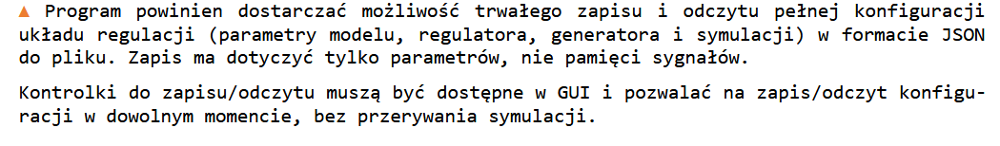 ▲ Program powinien dostarczać możliwość trwałego zapisu i odczytu pełnej konfiguracji
układu regulacji (parametry modelu, regulatora, generatora i symulacji) w formacie JSON
do pliku. Zapis ma dotyczyć tylko parametrów, nie pamięci sygnałów.
Kontrolki do zapisu/odczytu muszą być dostępne w GUI i pozwalać na zapis/odczyt konfigu-
racji w dowolnym momencie, bez przerywania symulacji.